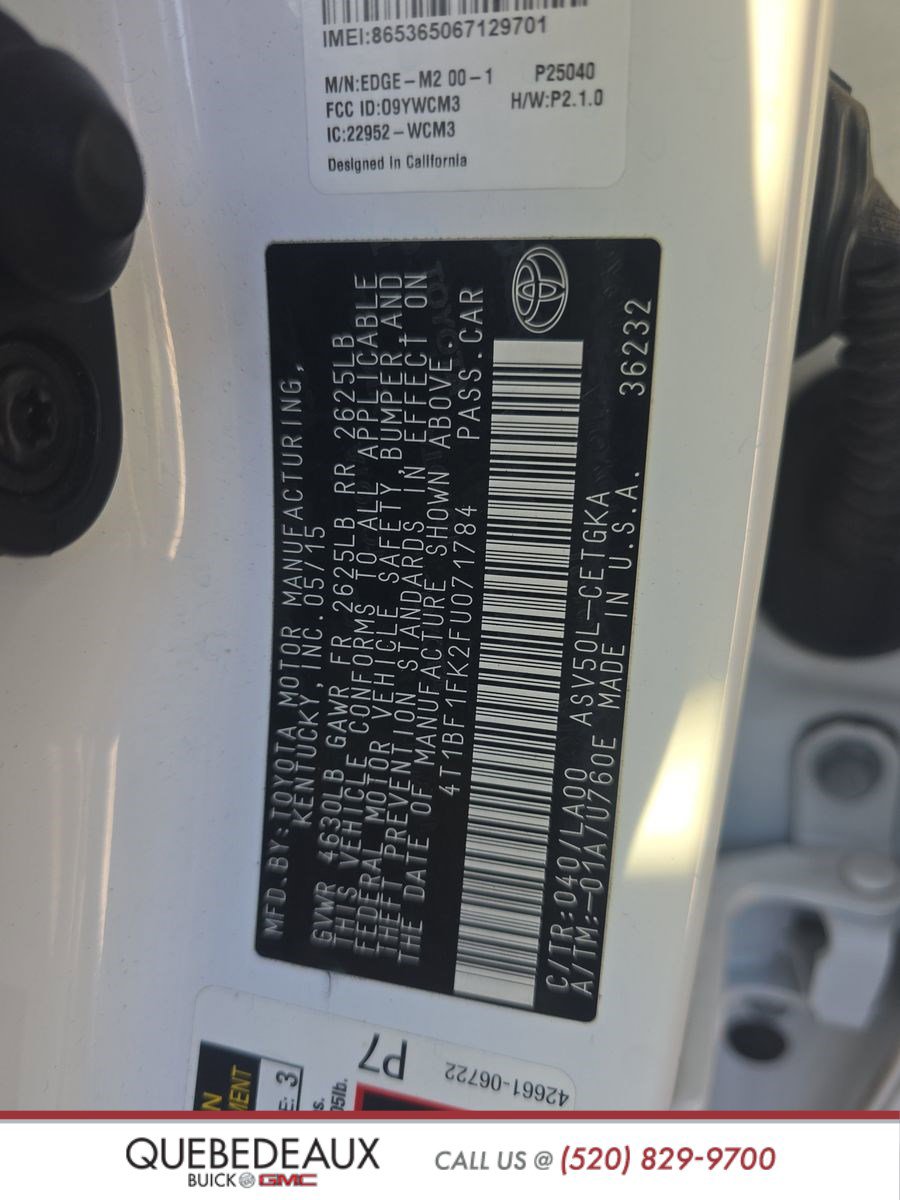 IMEI:865365067129701
M/N:EDGE-M2 00-1 P25040
FCC ID:O9YWCM3 H/W:P2.1.0
IC:22952-WCM3
Designed in California
MFD.BY:TOYOTA MOTOR MANUFACTURING,
KENTUCKY,INC.05/15
GVWR 4630LB GAWR FR 2625LB RR 2625LB
THIS VEHICLE CONFORMS TO ALL APPLICABLE
FEDERAL MOTOR VEHICLE SAFETY,BUMPER,AND
THEFT PREVENTION STANDARDS IN EFFECT ON
THE DATE OF MANUFACTURE SHOWN ABOVE.
4T1BF1FK2FU071784 PASS.CAR
C/TR:040/LA00 ASV50L-CETGKA 36232
A/TM:-01A/U760E MADE IN U.S.A.
P7
42661-06722
3
QUEBEDEAUX
BUICK GMC
CALL US @ (520) 829-9700